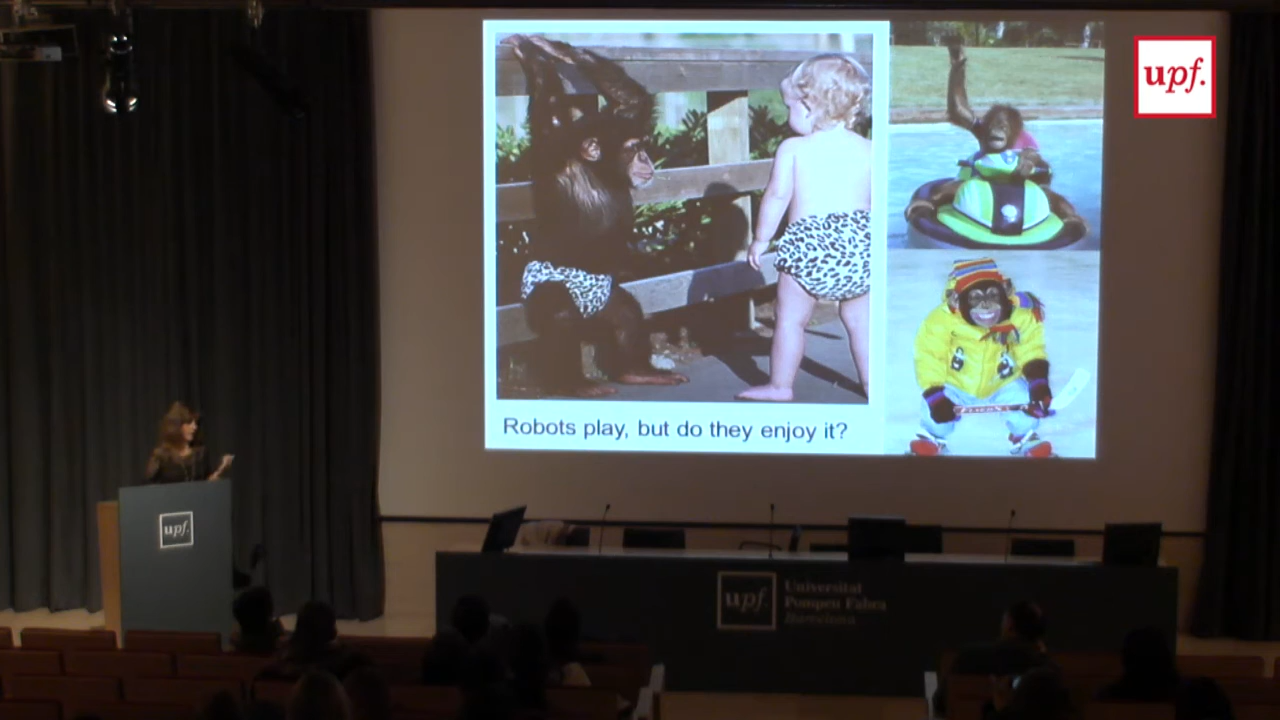 upf.
Robots play, but do they enjoy it?
upf.
upf.
Universitat
Pompeu Fabra
Barcelona